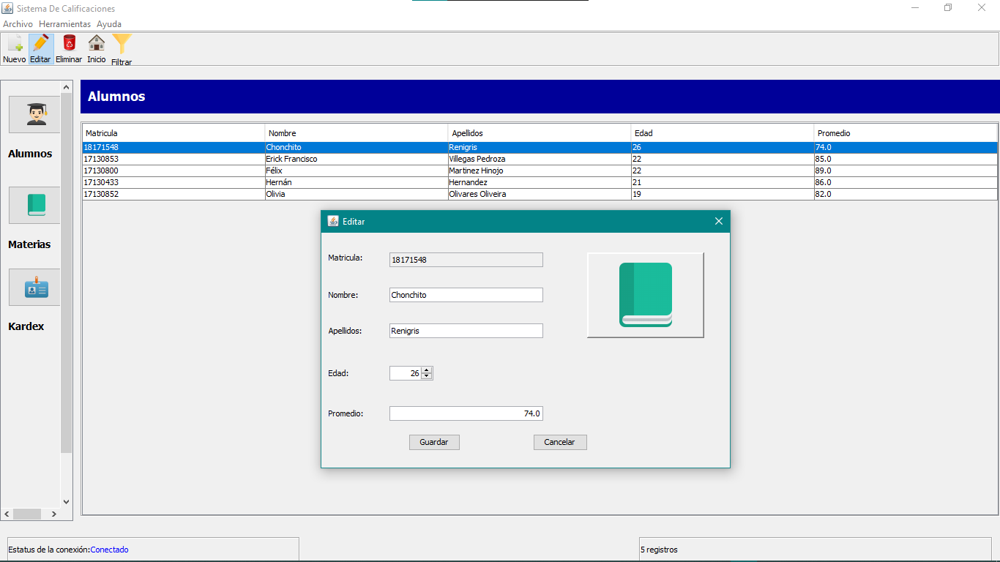 Sistema De Calificaciones
Archivo Herramientas Ayuda
Nuevo Editar Eliminar Inicio Filtrar
Alumnos
Materias
Kardex
Alumnos
Matricula Nombre Apellidos Edad Promedio
18171548 Chonchito Renigris 26 74.0
17130853 Erick Francisco Villegas Pedroza 22 85.0
17130800 Félix Martinez Hinojo 22 89.0
17130433 Hernán Hernandez 21 86.0
17130852 Olivia Olivares Oliveira 19 82.0
Editar
Matricula: 18171548
Nombre: Chonchito
Apellidos: Renigris
Edad: 26
Promedio: 74.0
Guardar Cancelar
Estatus de la conexión:Conectado
5 registros